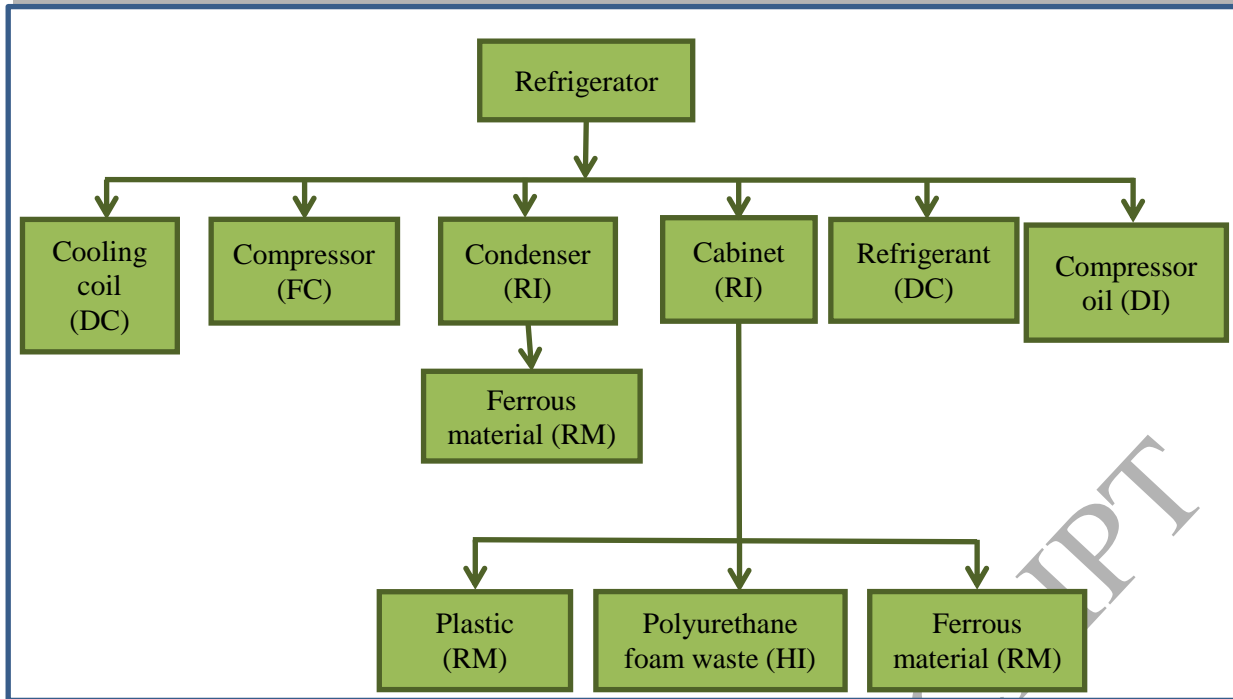 Refrigerator
Cooling
coil
(DC)
Compressor
(FC)
Condenser
(RI)
Cabinet
(RI)
Refrigerant
(DC)
Compressor
oil (DI)
Ferrous
material (RM)
Plastic
(RM)
Polyurethane
foam waste (HI)
Ferrous
material (RM)